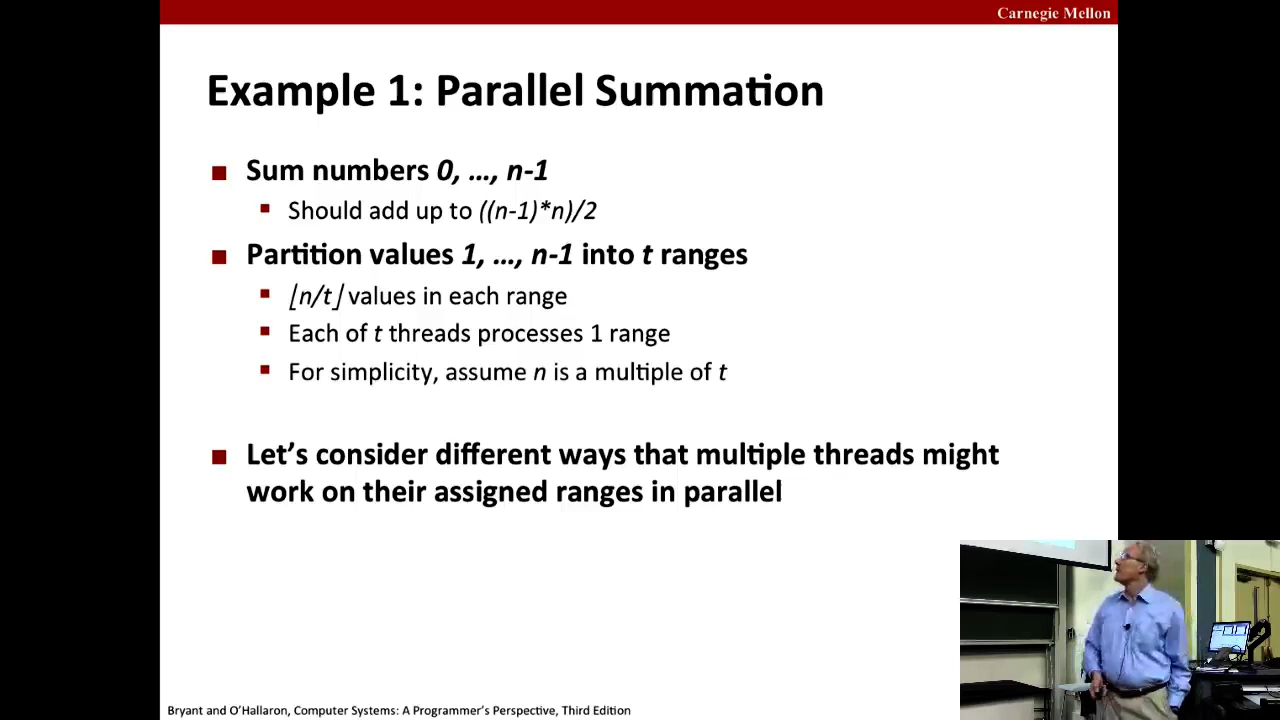 Carnegie Mellon
Example 1: Parallel Summation
Sum numbers 0, …, n-1
Should add up to ((n-1)*n)/2
Partition values 1, …, n-1 into t ranges
⌊n/t⌋ values in each range
Each of t threads processes 1 range
For simplicity, assume n is a multiple of t
Let’s consider different ways that multiple threads might
work on their assigned ranges in parallel
Bryant and O’Hallaron, Computer Systems: A Programmer’s Perspective, Third Edition